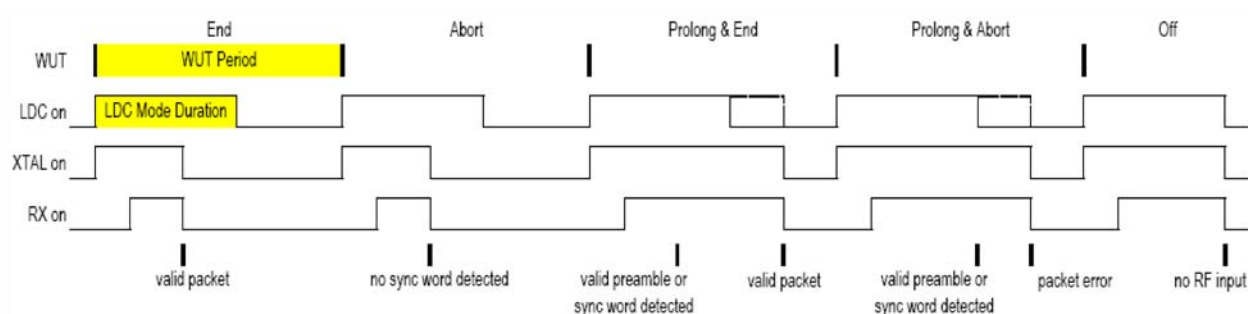 End Abort Prolong & End Prolong & Abort Off
WUT WUT Period
LDC on LDC Mode Duration
XTAL on
RX on
valid packet no sync word detected valid preamble or valid packet valid preamble or packet error no RF input
sync word detected sync word detected